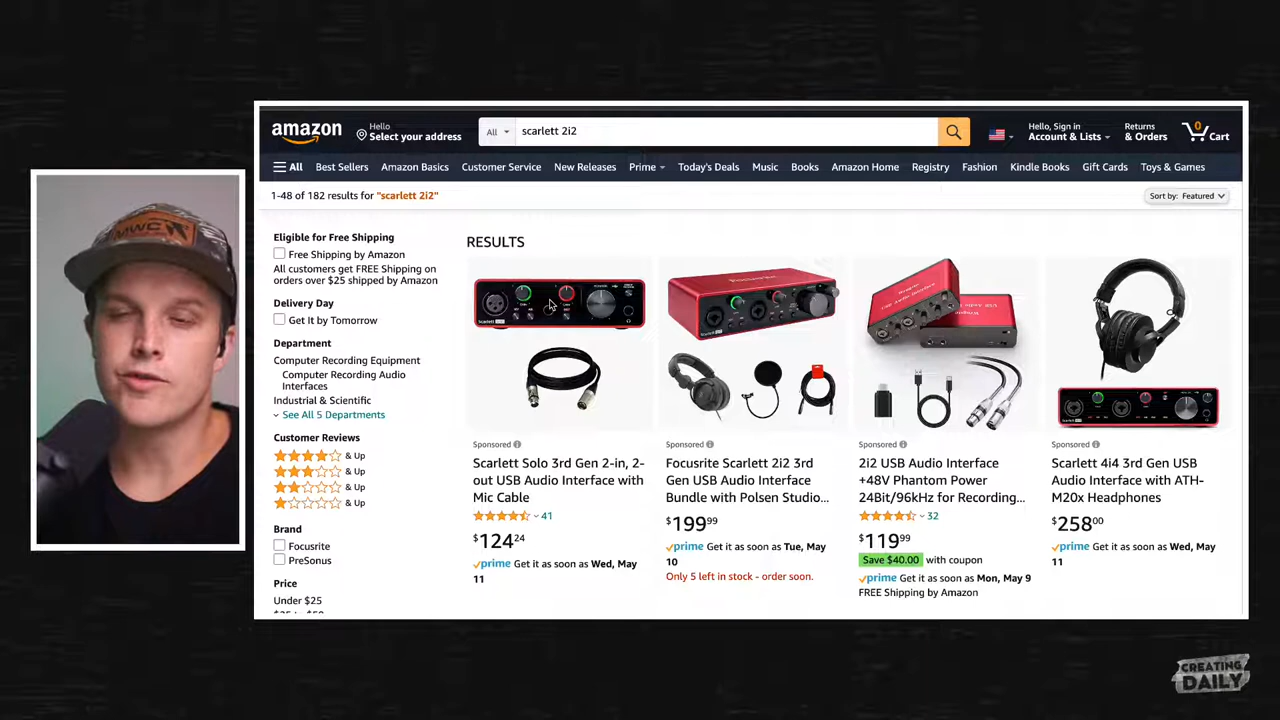 MWC
amazon
Hello
Select your address
All
scarlett 2i2
Hello, Sign in
Account & Lists
Returns
& Orders
0
Cart
All
Best Sellers
Amazon Basics
Customer Service
New Releases
Prime
Today's Deals
Music
Books
Amazon Home
Registry
Fashion
Kindle Books
Gift Cards
Toys & Games
1-48 of 182 results for "scarlett 2i2"
Sort by: Featured
Eligible for Free Shipping
Free Shipping by Amazon
All customers get FREE Shipping on
orders over $25 shipped by Amazon
Delivery Day
Get It by Tomorrow
Department
Computer Recording Equipment
Computer Recording Audio
Interfaces
Industrial & Scientific
See All 5 Departments
Customer Reviews
& Up
& Up
& Up
& Up
Brand
Focusrite
PreSonus
Price
Under $25
RESULTS
Sponsored
Scarlett Solo 3rd Gen 2-in, 2-
out USB Audio Interface with
Mic Cable
41
$12424
prime Get it as soon as Wed, May
11
Sponsored
Focusrite Scarlett 2i2 3rd
Gen USB Audio Interface
Bundle with Polsen Studio...
$19999
prime Get it as soon as Tue, May
10
Only 5 left in stock - order soon.
Sponsored
2i2 USB Audio Interface
+48V Phantom Power
24Bit/96kHz for Recording...
32
$11999
Save $40.00 with coupon
prime Get it as soon as Mon, May 9
FREE Shipping by Amazon
Sponsored
Scarlett 4i4 3rd Gen USB
Audio Interface with ATH-
M20x Headphones
$25800
prime Get it as soon as Wed, May
11
CREATING
DAILY